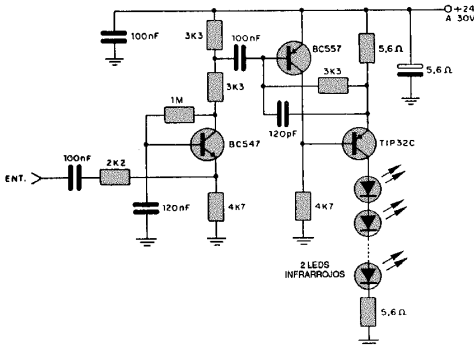 +24
A 30V
100nF
3K3
100nF
BC557
5,6Ω
5,6Ω
3K3
3K3
1M
120pF
BC547
TIP32C
100nF
2K2
ENT.
120nF
4K7
4K7
2 LEDS
INFRARROJOS
5,6Ω